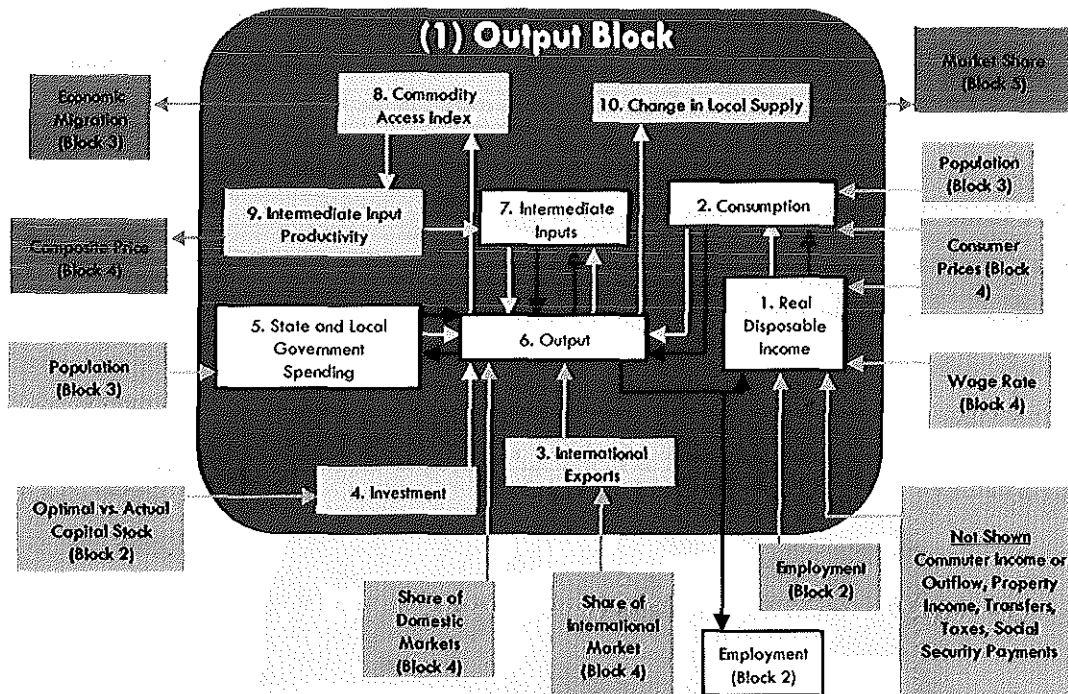 (1) Output Block
Economic
Migration
(Block 3)
8. Commodity
Access Index
10. Change in Local Supply
Market Share
(Block 5)
Population
(Block 3)
9. Intermediate Input
Productivity
7. Intermediate
Inputs
2. Consumption
Composite Price
(Block 4)
Consumer
Prices (Block
4)
5. State and Local
Government
Spending
6. Output
1. Real
Disposable
Income
Population
(Block 3)
Wage Rate
(Block 4)
3. International
Exports
4. Investment
Optimal vs. Actual
Capital Stock
(Block 2)
Share of
Domestic
Markets
(Block 4)
Share of
International
Market
(Block 4)
Employment
(Block 2)
Employment
(Block 2)
Not Shown
Commuter Income or
Outflow, Property
Income, Transfers,
Taxes, Social
Security Payments